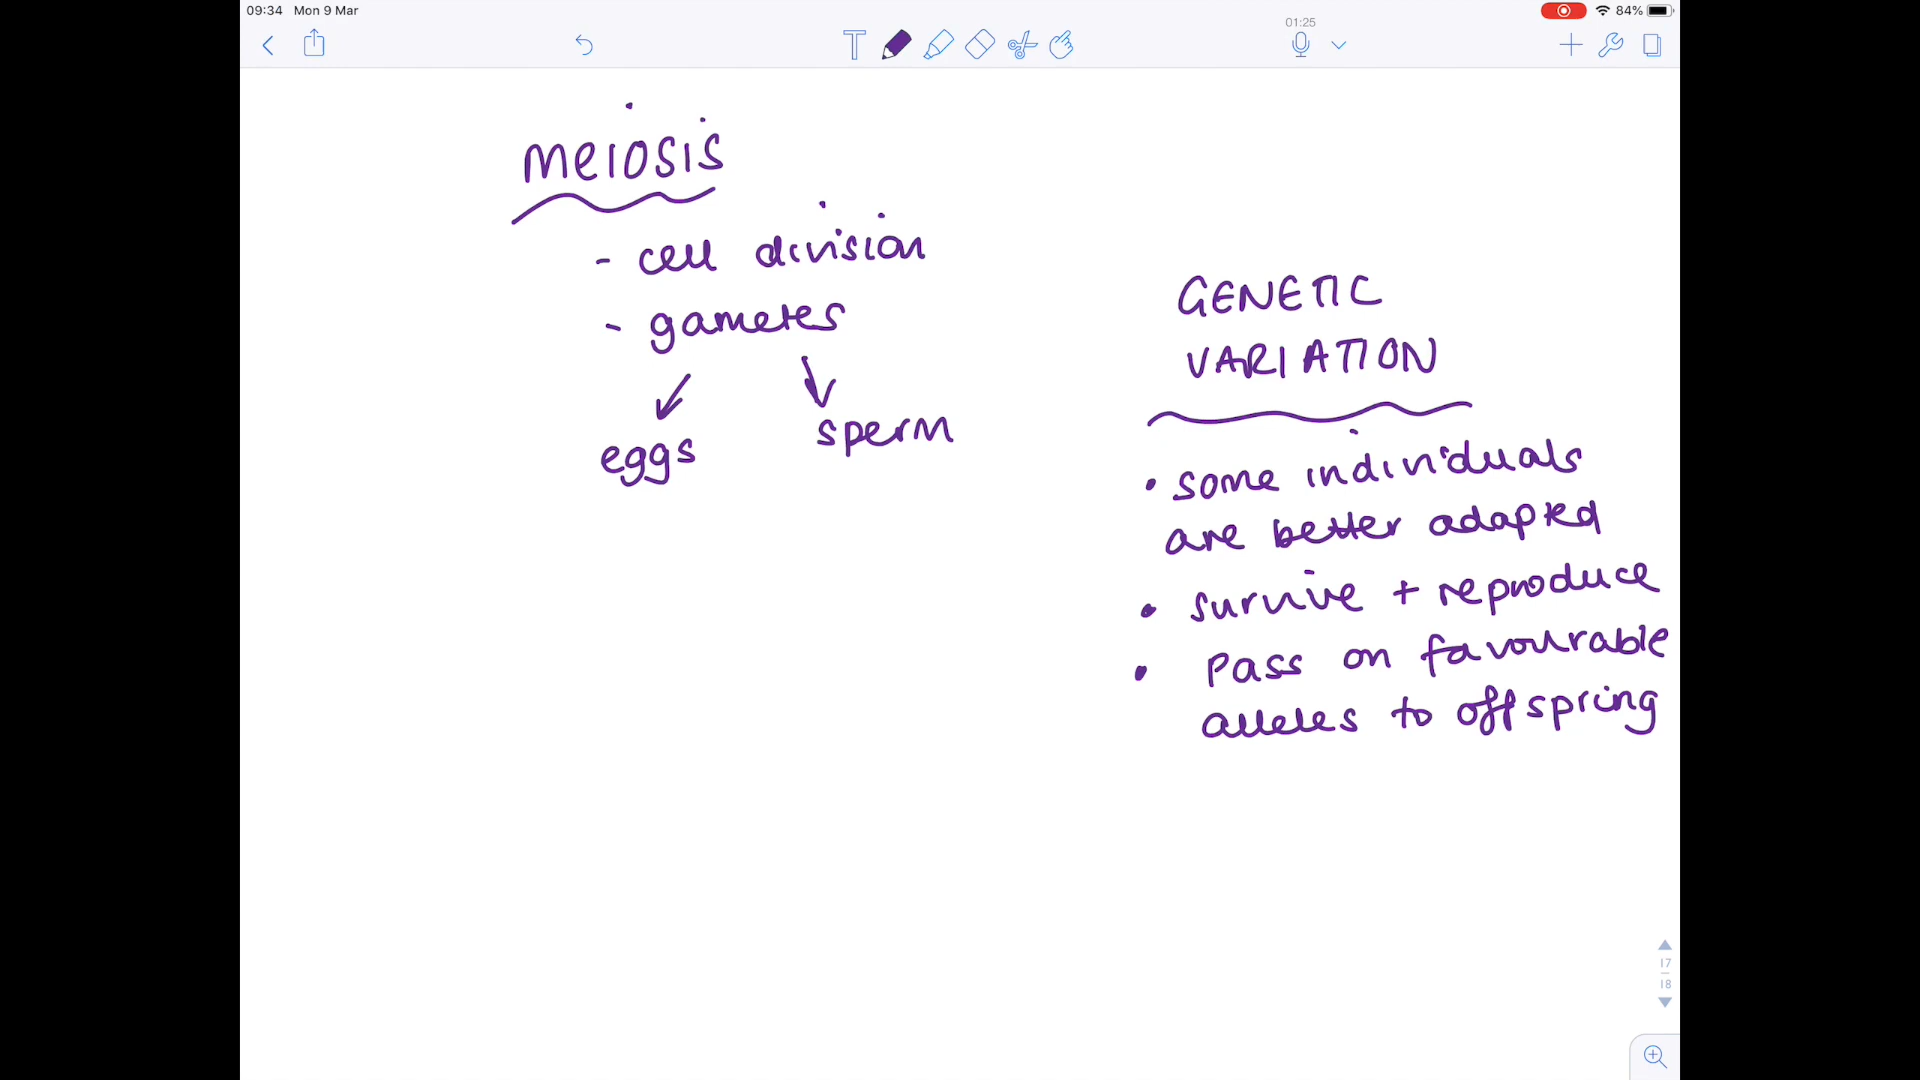 09:34 Mon 9 Mar
84%
01:25
T
MEIOSIS
- cell division
- gametes
eggs
sperm
GENETIC
VARIATION
• some individuals
are better adapted
• survive + reproduce
• pass on favourable
alleles to offspring
17
18